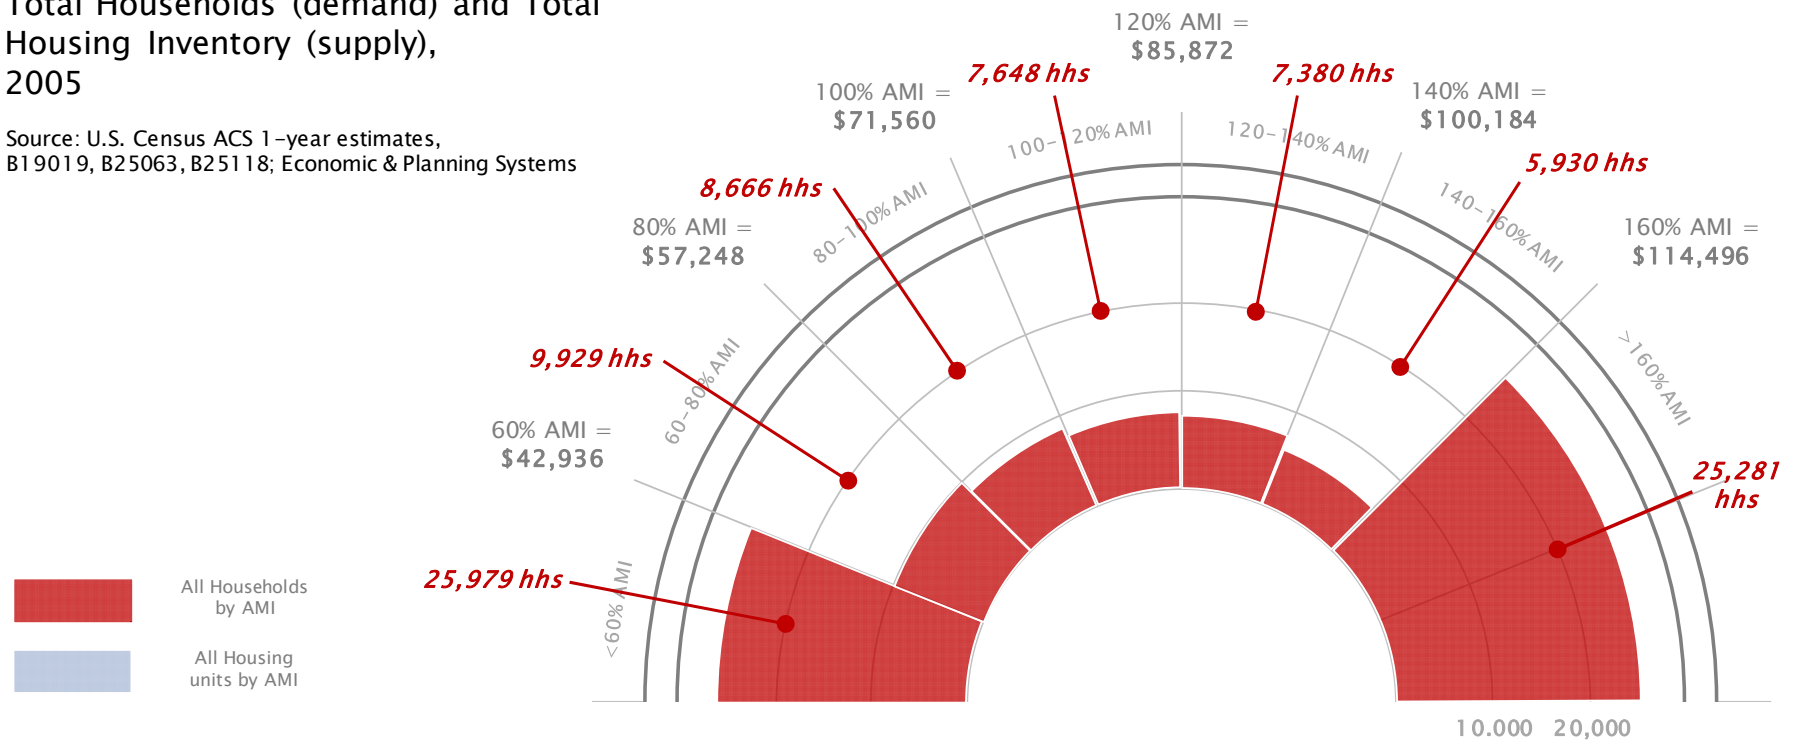 Total Households (demand) and Total
Housing Inventory (supply),
2005
Source: U.S. Census ACS 1-year estimates,
B19019, B25063, B25118; Economic & Planning Systems
120% AMI =
$85,872
7,648 hhs
7,380 hhs
100% AMI =
$71,560
140% AMI =
$100,184
100-120% AMI
120-140% AMI
5,930 hhs
8,666 hhs
80-100% AMI
140-160% AMI
80% AMI =
$57,248
160% AMI =
$114,496
9,929 hhs
60-80% AMI
>160% AMI
60% AMI =
$42,936
25,281
hhs
25,979 hhs
<60% AMI
All Households
by AMI
All Housing
units by AMI
10.000 20,000